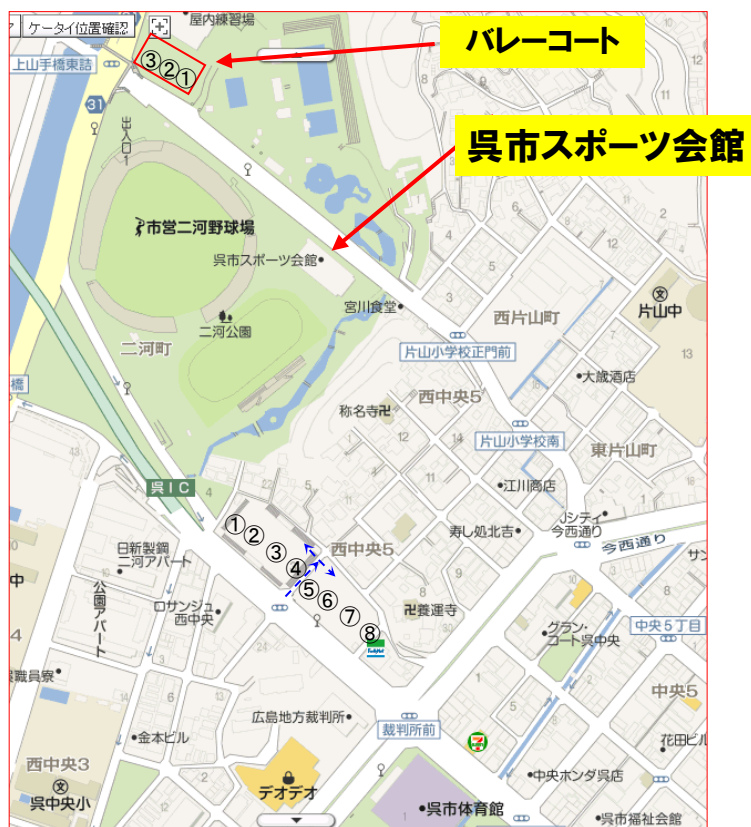 ケータイ位置確認
屋内練習場
バレーコート
上山手橋東詰
③②①
31
出入口1
呉市スポーツ会館
市営二河野球場
呉市スポーツ会館
宮川食堂
二河公園
二河町
西片山町
片山中
片山小学校正門前
13
大歳酒店
西中央5
称名寺
片山小学校南
東片山町
橋
呉IC
江川商店
Jシティ
今西通り
寿し処北吉
今西通り
サン
①②③④
西中央5
⑤⑥⑦⑧
日新製鋼
二河アパート
公園アパート
ロサンジュ
西中央
養運寺
グラン・
コート呉中央
中央5丁目
中
職員寮
中央5
広島地方裁判所
裁判所前
花田ビル
金本ビル
西中央3
呉中央小
デオデオ
中央ホンダ呉店
呉市体育館
呉市福祉会館